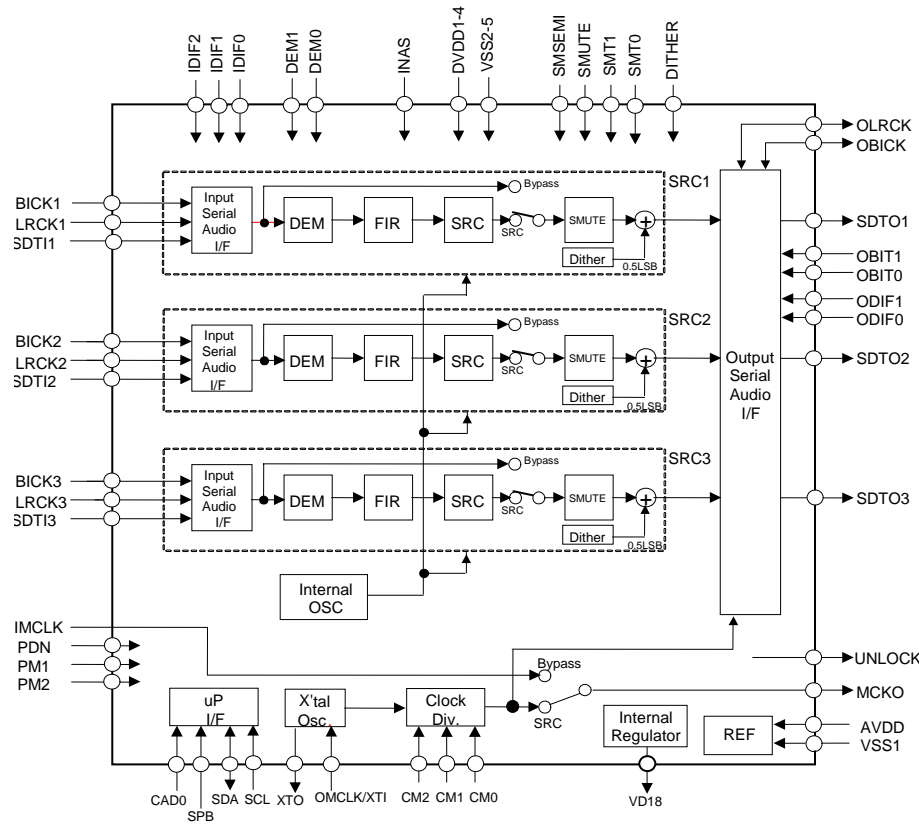 IDIF2
IDIF1
IDIF0
DEM1
DEM0
INAS
DVDD1-4
VSS2-5
SMSEMI
SMUTE
SMT1
SMT0
DITHER
OLRCK
OBICK
SRC1
BICK1
LRCK1
SDTI1
Input
Serial
Audio
I/F
DEM
FIR
SRC
Bypass
SRC
SMUTE
Dither
+
0.5LSB
SDTO1
OBIT1
OBIT0
ODIF1
ODIF0
SRC2
BICK2
LRCK2
SDTI2
Input
Serial
Audio
I/F
DEM
FIR
SRC
Bypass
SRC
SMUTE
Dither
+
0.5LSB
Output
Serial
Audio
I/F
SDTO2
SRC3
BICK3
LRCK3
SDTI3
Input
Serial
Audio
I/F
DEM
FIR
SRC
Bypass
SRC
SMUTE
Dither
+
0.5LSB
SDTO3
Internal
OSC
IMCLK
PDN
PM1
PM2
Bypass
SRC
UNLOCK
MCKO
uP
I/F
X'tal
Osc.
Clock
Div.
Internal
Regulator
REF
AVDD
VSS1
CAD0
SPB
SDA
SCL
XTO
OMCLK/XTI
CM2
CM1
CM0
VD18